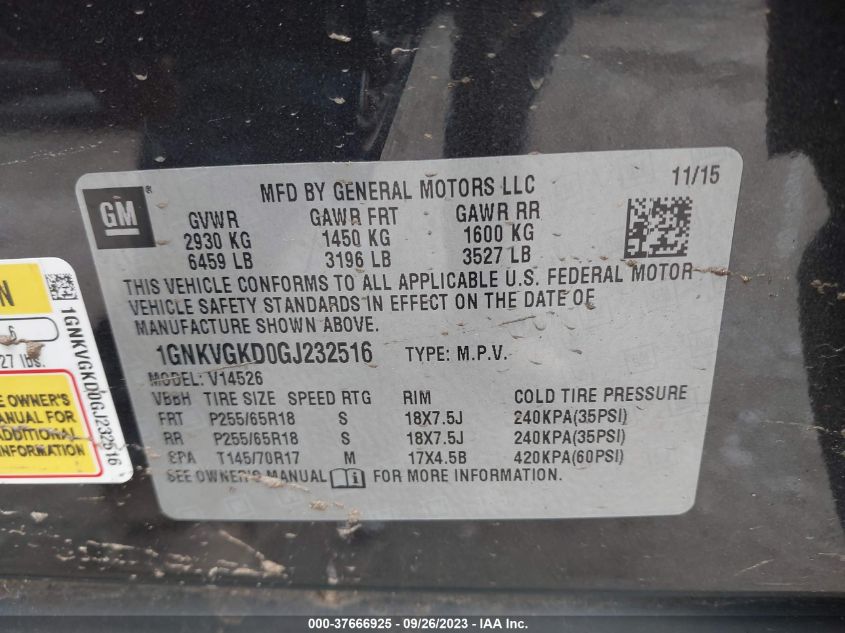 GM ®
MFD BY GENERAL MOTORS LLC
11/15
GVWR GAWR FRT GAWR RR
2930 KG 1450 KG 1600 KG
6459 LB 3196 LB 3527 LB
THIS VEHICLE CONFORMS TO ALL APPLICABLE U.S. FEDERAL MOTOR
VEHICLE SAFETY STANDARDS IN EFFECT ON THE DATE OF
MANUFACTURE SHOWN ABOVE.
1GNKVGKD0GJ232516 TYPE: M.P.V.
MODEL: V14526
VBBH TIRE SIZE SPEED RTG RIM COLD TIRE PRESSURE
FRT P255/65R18 S 18X7.5J 240KPA(35PSI)
RR P255/65R18 S 18X7.5J 240KPA(35PSI)
SPA T145/70R17 M 17X4.5B 420KPA(60PSI)
SEE OWNER'S MANUAL FOR MORE INFORMATION.
N
6
27 lbs.
E OWNER'S
MANUAL FOR
ADDITIONAL
INFORMATION
1GNKVGKD0GJ232516
000-37666925 - 09/26/2023 - IAA Inc.